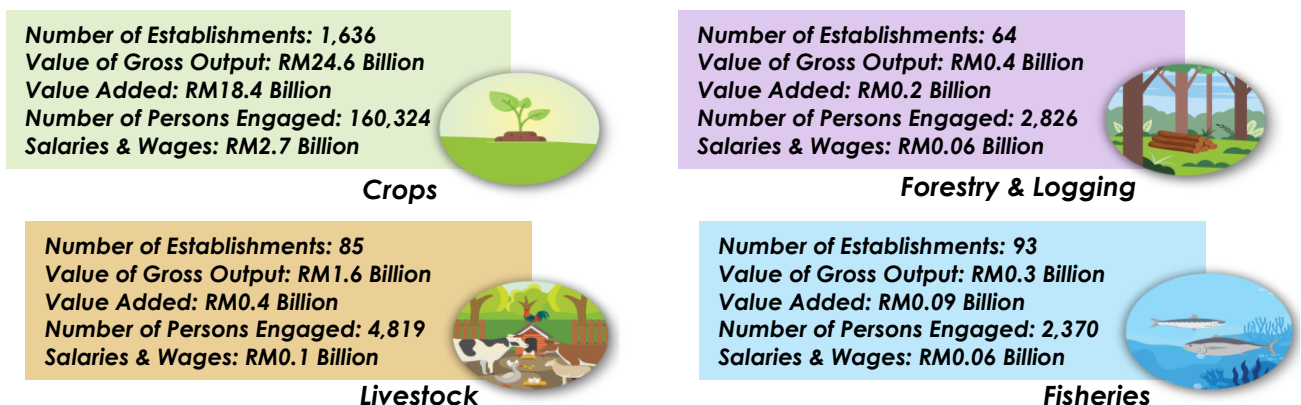 Number of Establishments: 1,636
Value of Gross Output: RM24.6 Billion
Value Added: RM18.4 Billion
Number of Persons Engaged: 160,324
Salaries & Wages: RM2.7 Billion
Crops
Number of Establishments: 64
Value of Gross Output: RM0.4 Billion
Value Added: RM0.2 Billion
Number of Persons Engaged: 2,826
Salaries & Wages: RM0.06 Billion
Forestry & Logging
Number of Establishments: 85
Value of Gross Output: RM1.6 Billion
Value Added: RM0.4 Billion
Number of Persons Engaged: 4,819
Salaries & Wages: RM0.1 Billion
Livestock
Number of Establishments: 93
Value of Gross Output: RM0.3 Billion
Value Added: RM0.09 Billion
Number of Persons Engaged: 2,370
Salaries & Wages: RM0.06 Billion
Fisheries